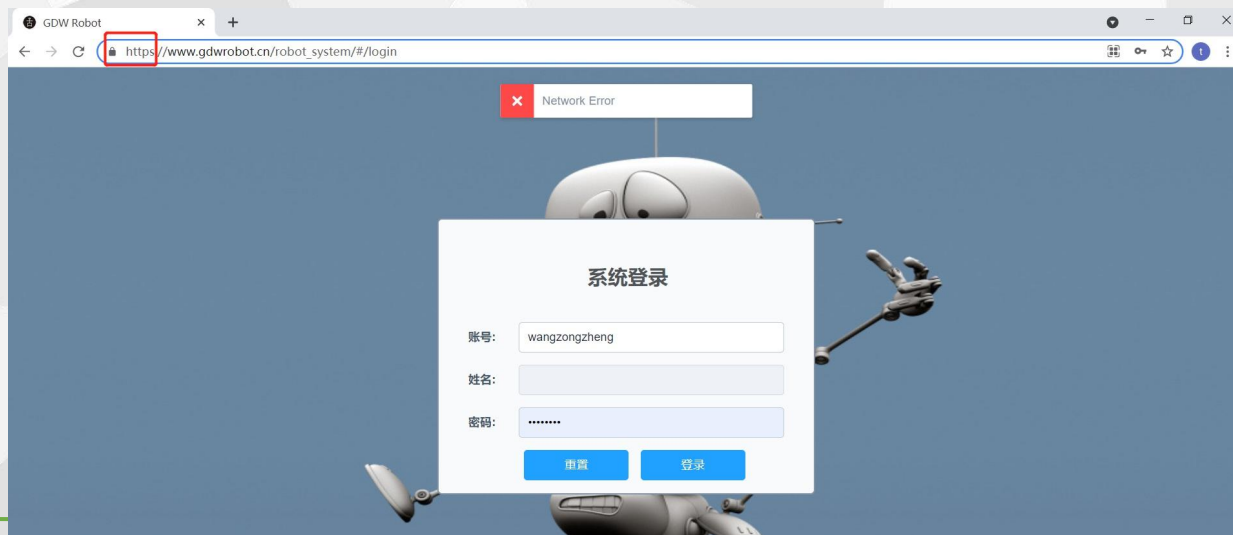 GDW Robot
https://www.gdwrobot.cn/robot_system/#/login
t
Network Error
系统登录
账号:
wangzongzheng
姓名:
密码:
••••••••
重置
登录